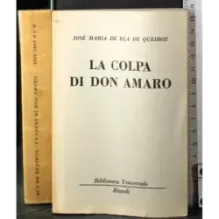 JOSÉ MARIA DE EÇA DE QUEIROZ
LA COLPA
DI DON AMARO
Biblioteca Universale
Rizzoli